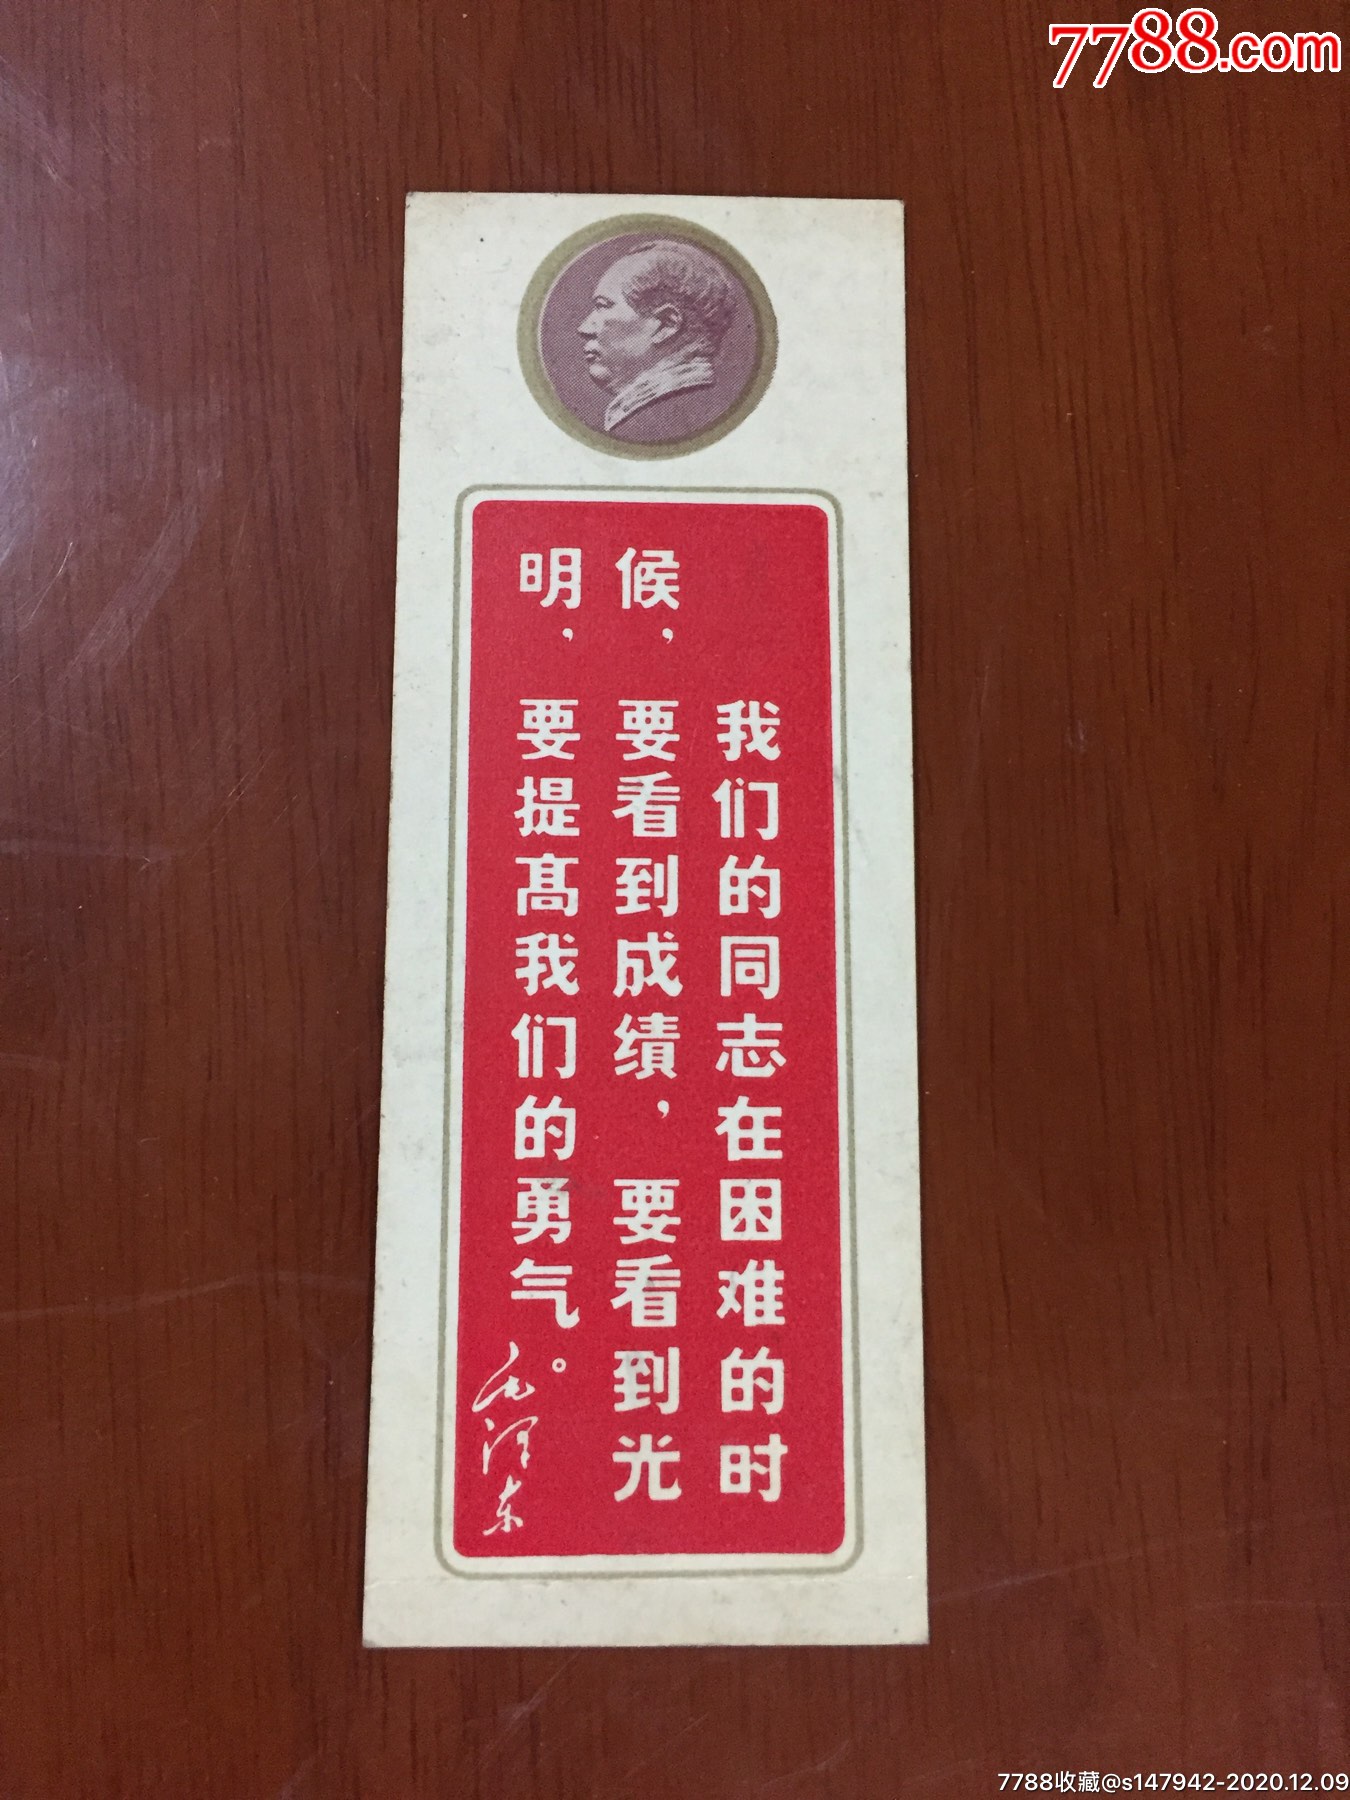 7788.com
我们的同志在困难的时
候，要看到成绩，要看到光
明，要提髙我们的勇气。
毛泽东
7788收藏@s147942-2020.12.09